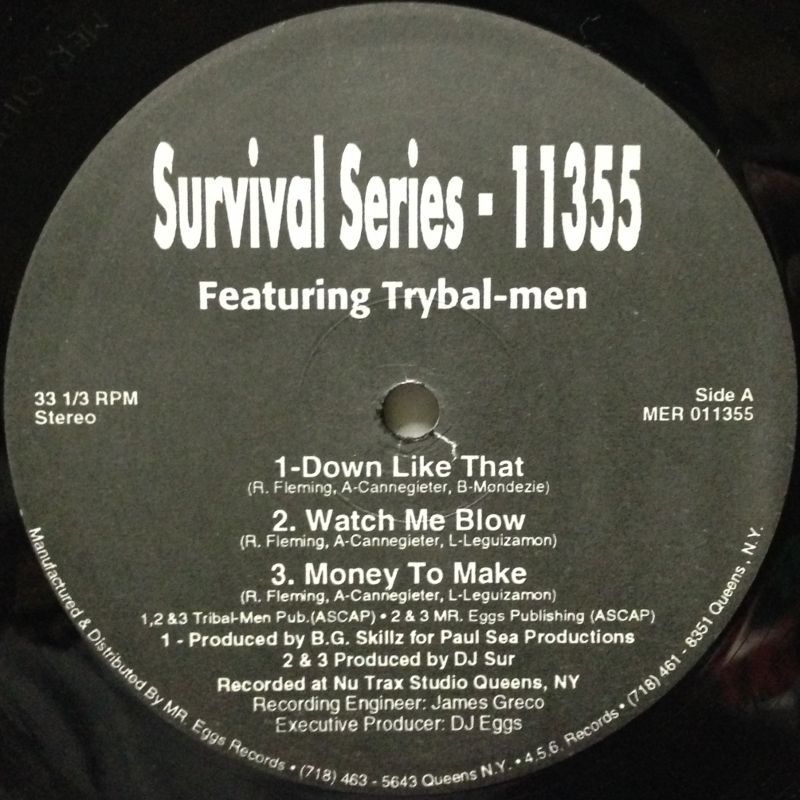 Survival Series - 11355
Featuring Trybal-men
33 1/3 RPM
Stereo
Side A
MER 011355
1-Down Like That
(R. Fleming, A-Cannegieter, B-Mondezie)
2. Watch Me Blow
(R. Fleming, A-Cannegieter, L-Leguizamon)
3. Money To Make
(R. Fleming, A-Cannegieter, L-Leguizamon)
1,2 &3 Tribal-Men Pub.(ASCAP) • 2 & 3 MR. Eggs Publishing (ASCAP)
1 - Produced by B.G. Skillz for Paul Sea Productions
2 & 3 Produced by DJ Sur
Recorded at Nu Trax Studio Queens, NY
Recording Engineer: James Greco
Executive Producer: DJ Eggs
Manufactured & Distributed By MR. Eggs Records • (718) 463 - 5643 Queens N.Y. • 4.5.6. Records • (718) 461 - 8351 Queens, N.Y.